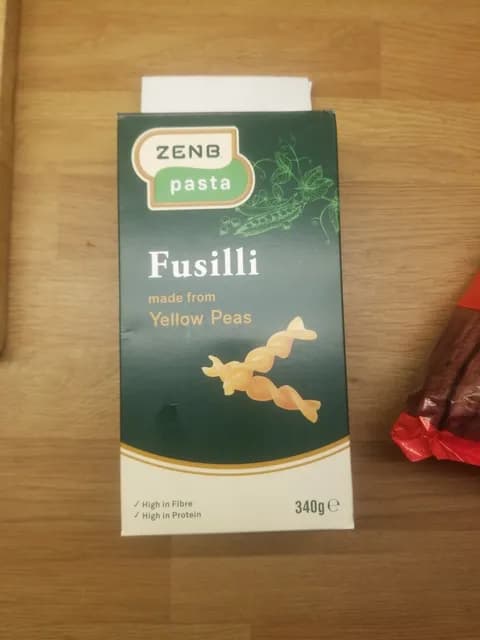 ZENB
pasta
Fusilli
made from
Yellow Peas
✓ High in Fibre
✓ High in Protein
340g ℮